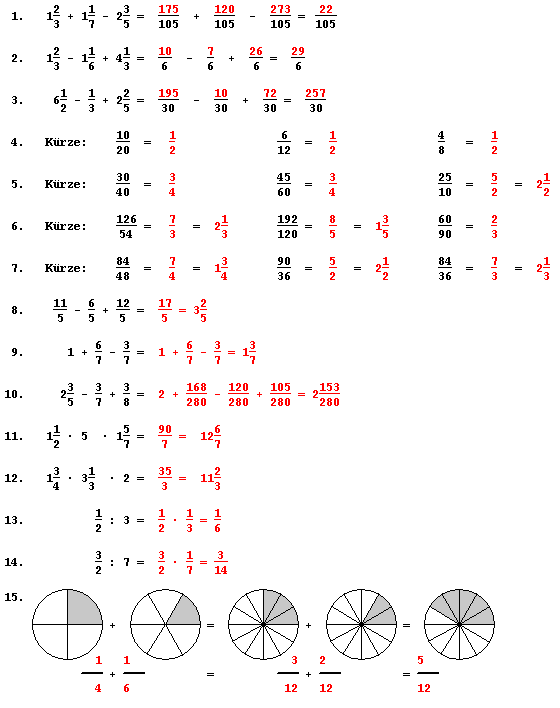 1. 1 2/3 + 1 1/7 – 2 3/5 = 175/105 + 120/105 – 273/105 = 22/105
2. 1 2/3 – 1 1/6 + 4 1/3 = 10/6 – 7/6 + 26/6 = 29/6
3. 6 1/2 – 1/3 + 2 2/5 = 195/30 – 10/30 + 72/30 = 257/30
4. Kürze: 10/20 = 1/2 6/12 = 1/2 4/8 = 1/2
5. Kürze: 30/40 = 3/4 45/60 = 3/4 25/10 = 5/2 = 2 1/2
6. Kürze: 126/54 = 7/3 = 2 1/3 192/120 = 8/5 = 1 3/5 60/90 = 2/3
7. Kürze: 84/48 = 7/4 = 1 3/4 90/36 = 5/2 = 2 1/2 84/36 = 7/3 = 2 1/3
8. 11/5 – 6/5 + 12/5 = 17/5 = 3 2/5
9. 1 + 6/7 – 3/7 = 1 + 6/7 – 3/7 = 1 3/7
10. 2 3/5 – 3/7 + 3/8 = 2 + 168/280 – 120/280 + 105/280 = 2 153/280
11. 1 1/2 · 5 · 1 5/7 = 90/7 = 12 6/7
12. 1 3/4 · 3 1/3 · 2 = 35/3 = 11 2/3
13. 1/2 : 3 = 1/2 · 1/3 = 1/6
14. 3/2 : 7 = 3/2 · 1/7 = 3/14
15. + = + =
1/4 + 1/6 = 3/12 + 2/12 = 5/12